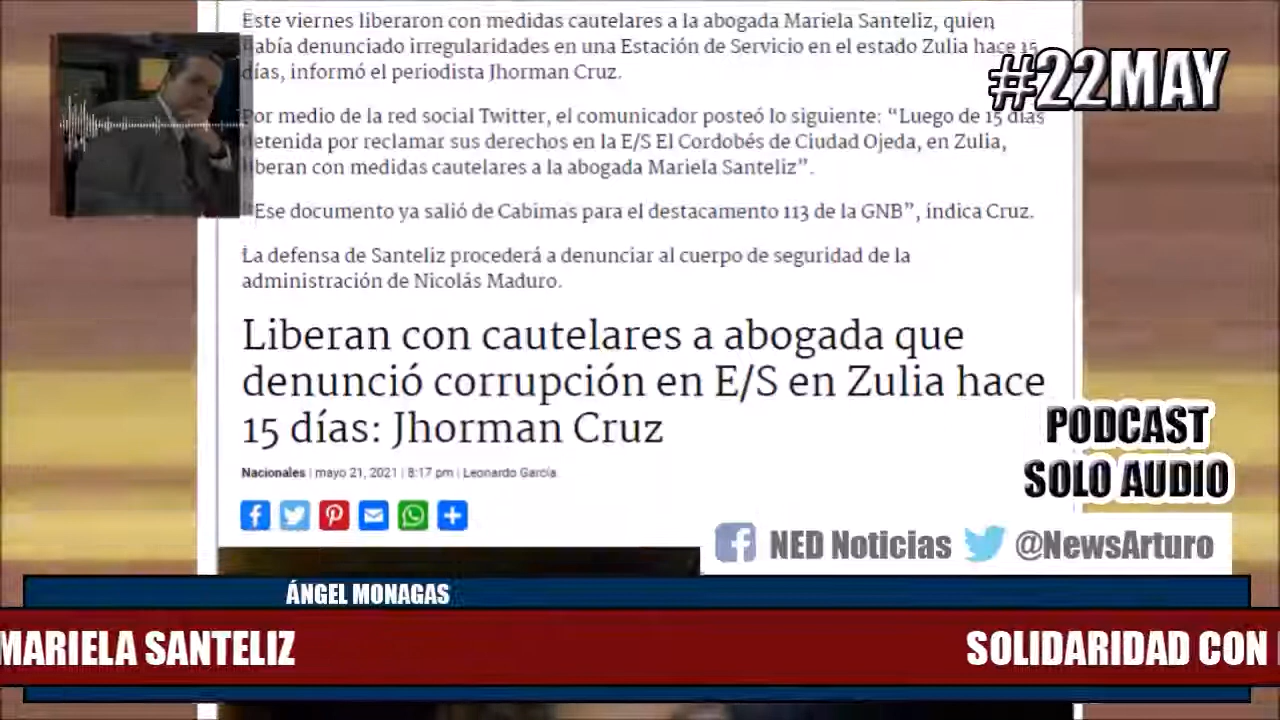 Este viernes liberaron con medidas cautelares a la abogada Mariela Santeliz, quien
había denunciado irregularidades en una Estación de Servicio en el estado Zulia hace 15
días, informó el periodista Jhorman Cruz.
#22MAY
Por medio de la red social Twitter, el comunicador posteó lo siguiente: “Luego de 15 días
detenida por reclamar sus derechos en la E/S El Cordobés de Ciudad Ojeda, en Zulia,
liberan con medidas cautelares a la abogada Mariela Santeliz”.
“Ese documento ya salió de Cabimas para el destacamento 113 de la GNB”, indica Cruz.
La defensa de Santeliz procederá a denunciar al cuerpo de seguridad de la
administración de Nicolás Maduro.
Liberan con cautelares a abogada que
denunció corrupción en E/S en Zulia hace
15 días: Jhorman Cruz
Nacionales | mayo 21, 2021 | 8:17 pm | Leonardo García
PODCAST
SOLO AUDIO
NED Noticias @NewsArturo
ÁNGEL MONAGAS
MARIELA SANTELIZ SOLIDARIDAD CON